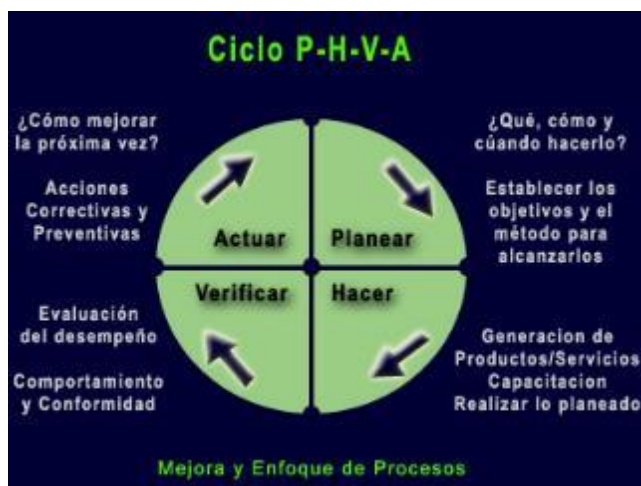 Ciclo P-H-V-A
¿Cómo mejorar
la próxima vez?
Acciones
Correctivas y
Preventivas
¿Qué, cómo y
cúando hacerlo?
Establecer los
objetivos y el
método para
alcanzarlos
Actuar
Planear
Verificar
Hacer
Evaluación
del desempeño
Comportamiento
y Conformidad
Generacion de
Productos/Servicios
Capacitacion
Realizar lo planeado
Mejora y Enfoque de Procesos